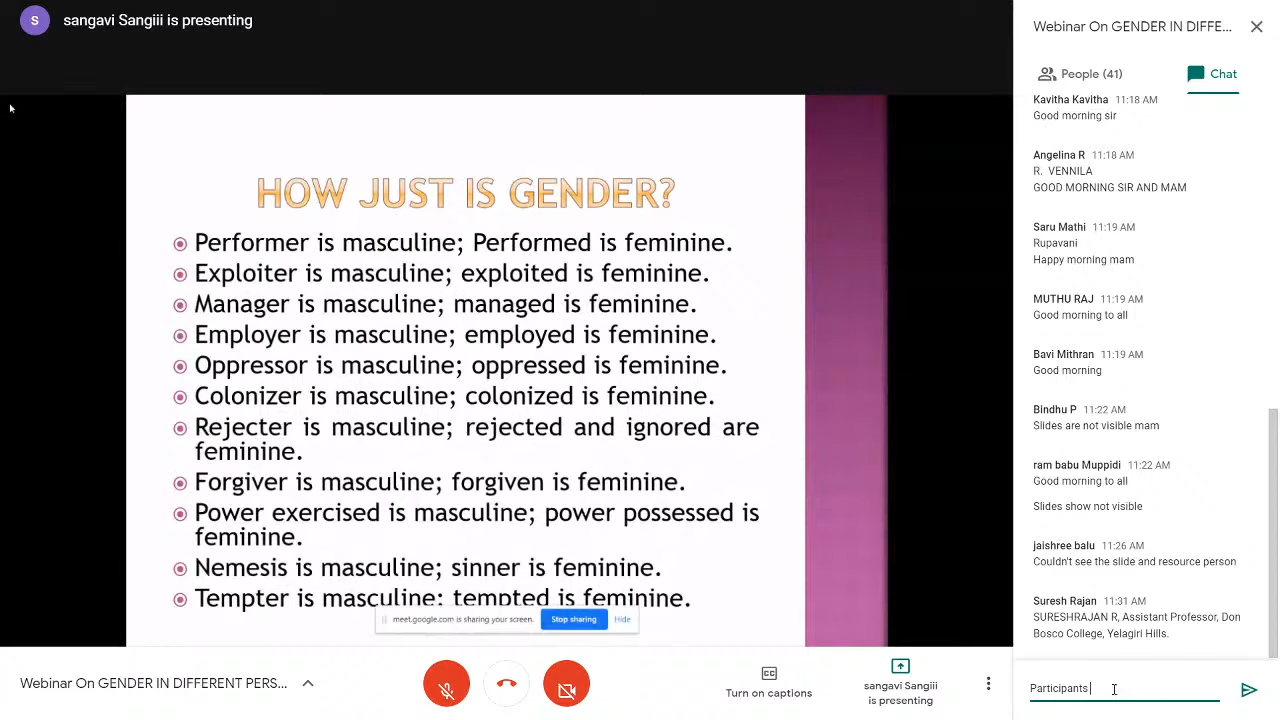 S
sangavi Sangiii is presenting
HOW JUST IS GENDER?
Performer is masculine; Performed is feminine.
Exploiter is masculine; exploited is feminine.
Manager is masculine; managed is feminine.
Employer is masculine; employed is feminine.
Oppressor is masculine; oppressed is feminine.
Colonizer is masculine; colonized is feminine.
Rejecter is masculine; rejected and ignored are
feminine.
Forgiver is masculine; forgiven is feminine.
Power exercised is masculine; power possessed is
feminine.
Nemesis is masculine; sinner is feminine.
Tempter is masculine; tempted is feminine.
meet.google.com is sharing your screen.
Stop sharing
Hide
Webinar On GENDER IN DIFFERENT PERS...
CC
Turn on captions
sangavi Sangiii
is presenting
Webinar On GENDER IN DIFFE...
People (41)
Chat
Kavitha Kavitha 11:18 AM
Good morning sir
Angelina R 11:18 AM
R. VENNILA
GOOD MORNING SIR AND MAM
Saru Mathi 11:19 AM
Rupavani
Happy morning mam
MUTHU RAJ 11:19 AM
Good morning to all
Bavi Mithran 11:19 AM
Good morning
Bindhu P 11:22 AM
Slides are not visible mam
ram babu Muppidi 11:22 AM
Good morning to all
Slides show not visible
jaishree balu 11:26 AM
Couldn't see the slide and resource person
Suresh Rajan 11:31 AM
SURESHRAJAN R, Assistant Professor, Don
Bosco College, Yelagiri Hills.
Participants